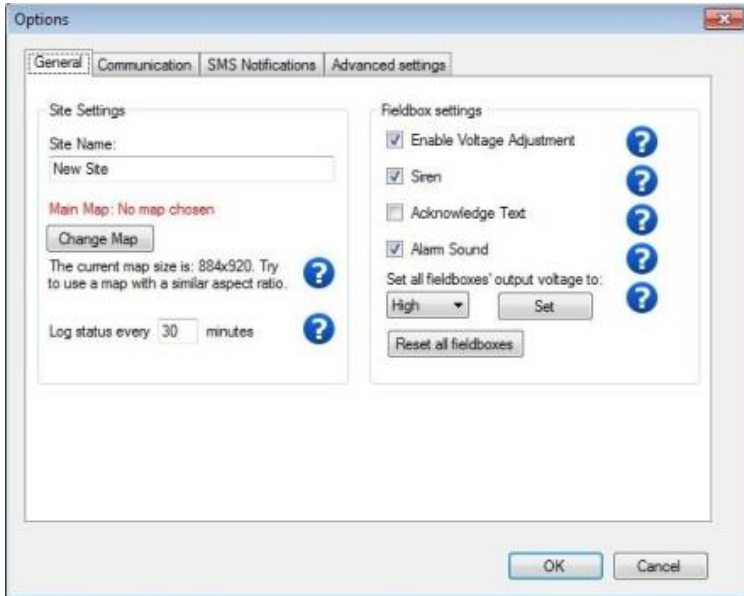 Options
General
Communication
SMS Notifications
Advanced settings
Site Settings
Site Name:
New Site
Main Map: No map chosen
Change Map
The current map size is: 884x920. Try
to use a map with a similar aspect ratio.
?
Log status every 30 minutes
?
Fieldbox settings
Enable Voltage Adjustment
?
Siren
?
Acknowledge Text
?
Alarm Sound
?
Set all fieldboxes' output voltage to:
High
Set
?
Reset all fieldboxes
OK
Cancel